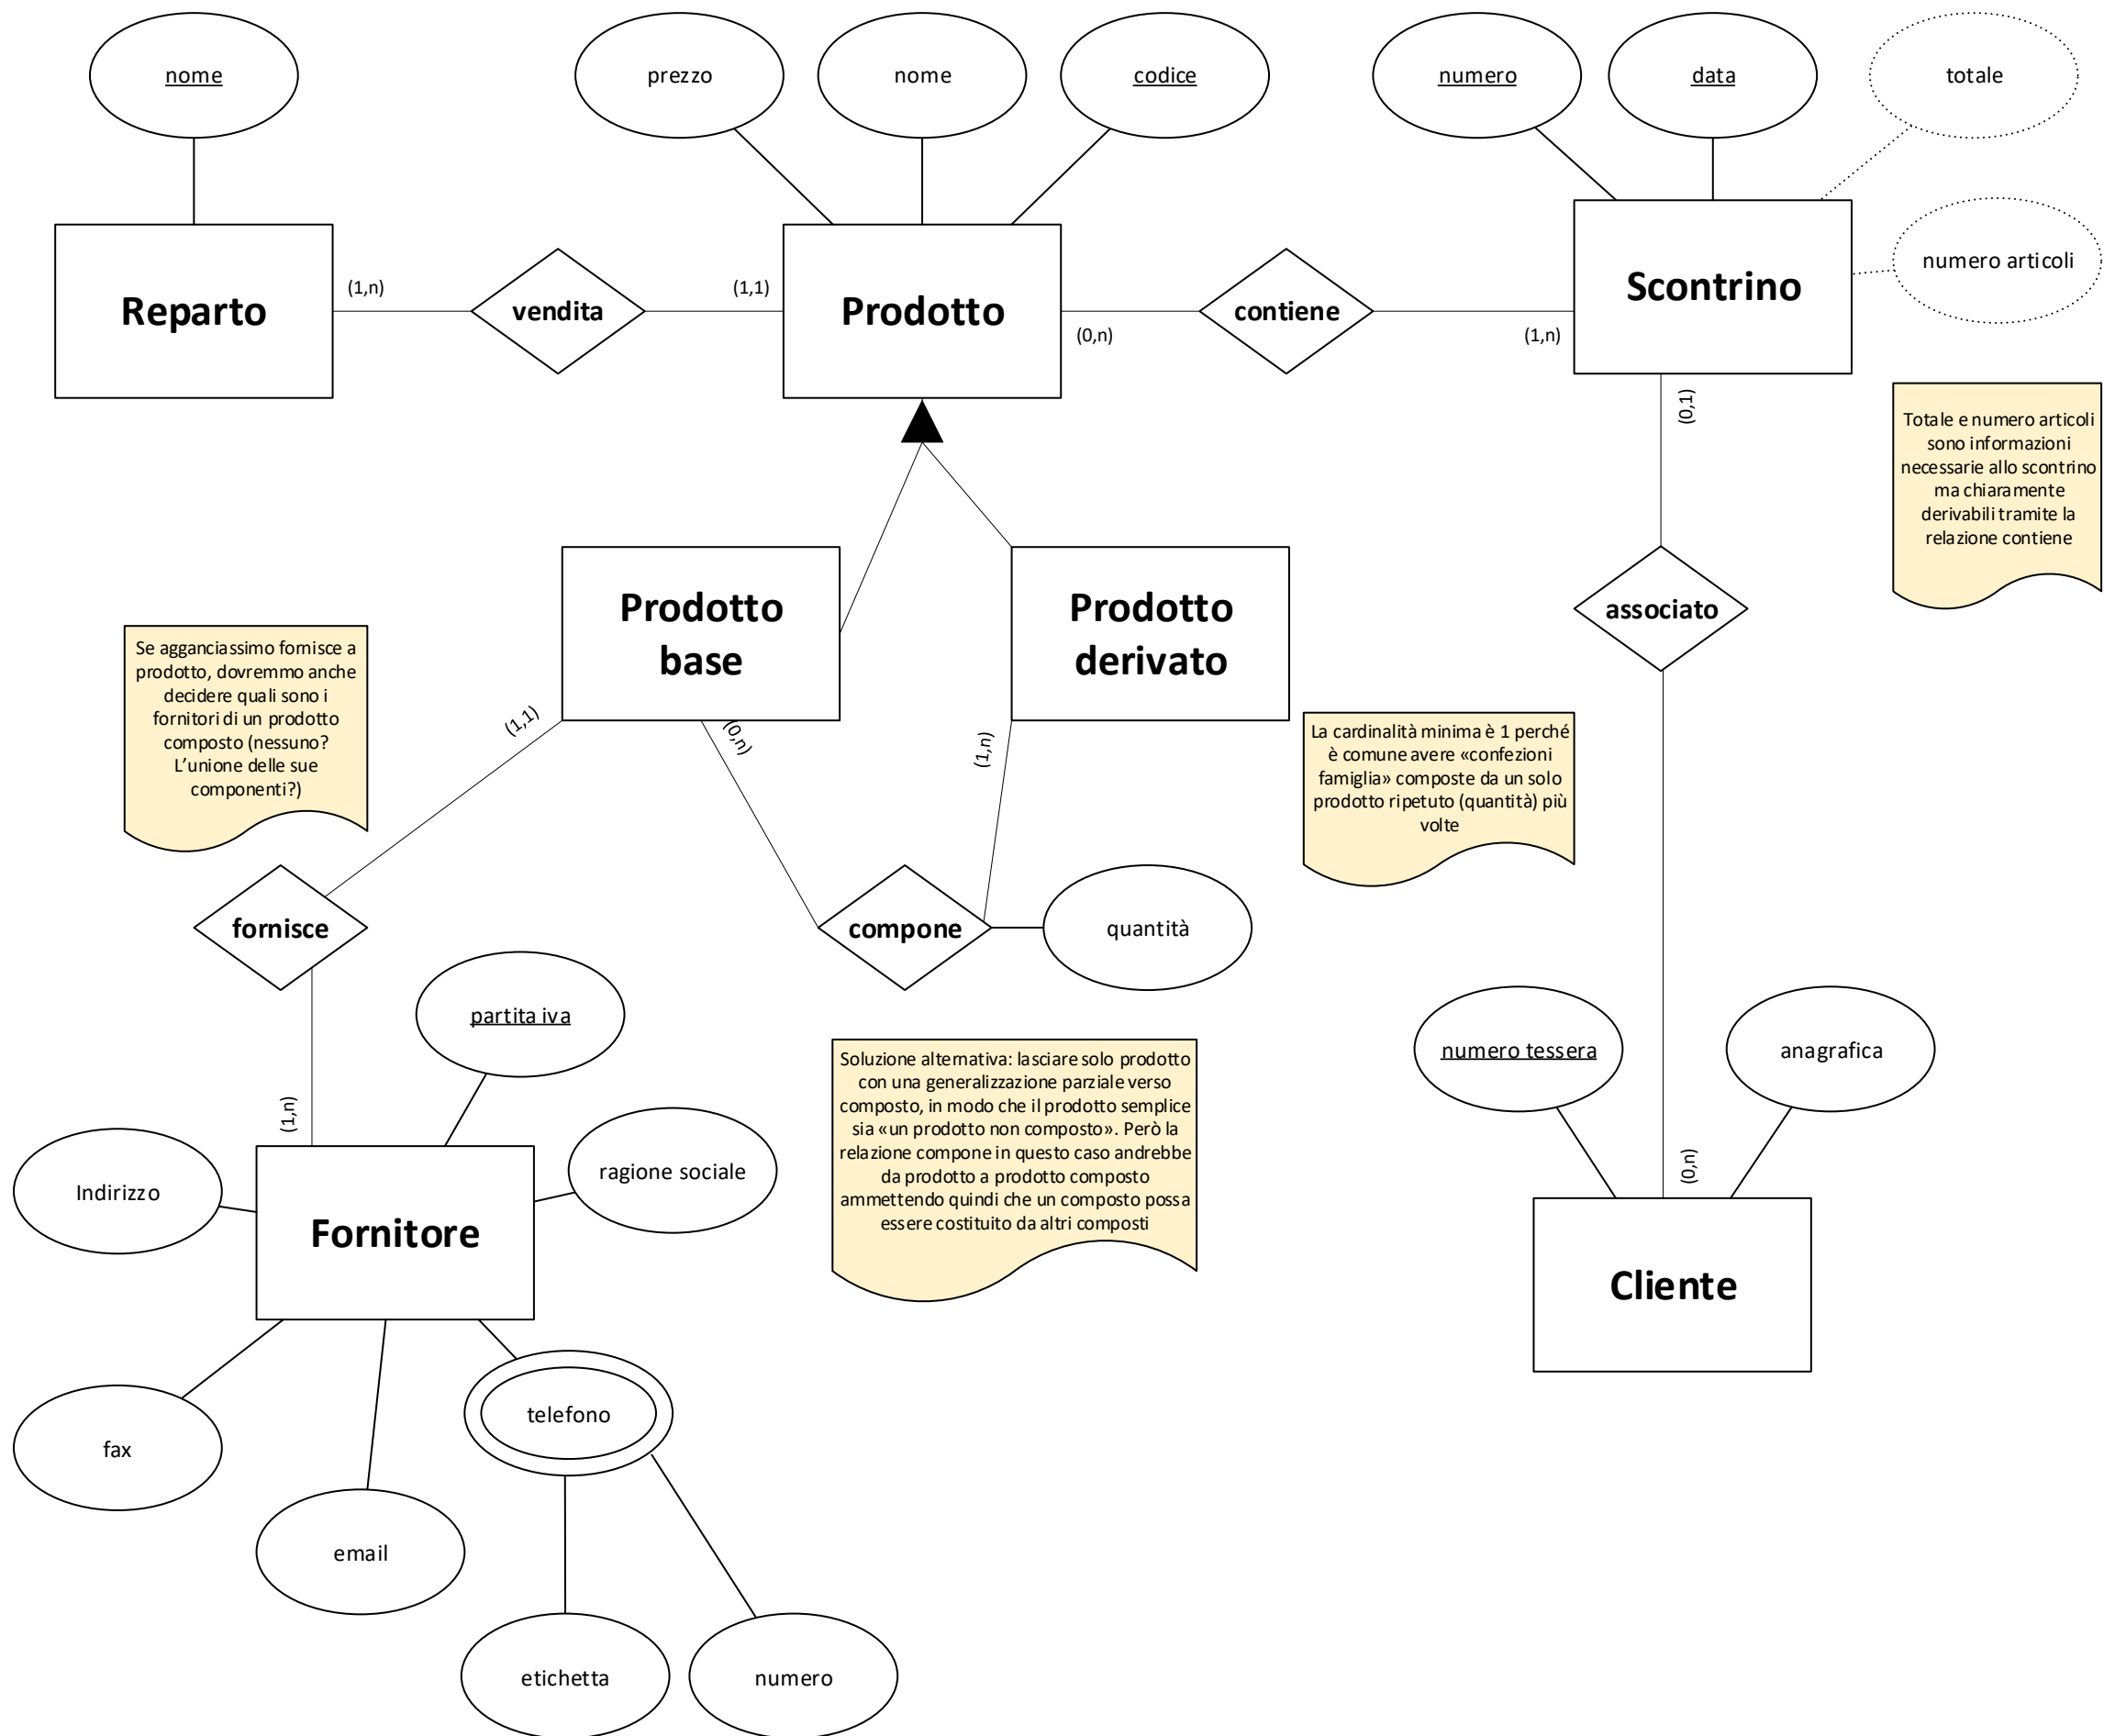 nome
prezzo
nome
codice
numero
data
totale
numero articoli
Reparto
(1,n)
vendita
(1,1)
Prodotto
(0,n)
contiene
(1,n)
Scontrino
(0,1)
Totale e numero articoli
sono informazioni
necessarie allo scontrino
ma chiaramente
derivabili tramite la
relazione contiene
Prodotto
base
Prodotto
derivato
associato
Se agganciassimo fornisce a
prodotto, dovremmo anche
decidere quali sono i
fornitori di un prodotto
composto (nessuno?
L’unione delle sue
componenti?)
(1,1)
(0,n)
(1,n)
La cardinalità minima è 1 perché
è comune avere «confezioni
famiglia» composte da un solo
prodotto ripetuto (quantità) più
volte
fornisce
compone
quantità
partita iva
numero tessera
anagrafica
Soluzione alternativa: lasciare solo prodotto
con una generalizzazione parziale verso
composto, in modo che il prodotto semplice
sia «un prodotto non composto». Però la
relazione compone in questo caso andrebbe
da prodotto a prodotto composto
ammettendo quindi che un composto possa
essere costituito da altri composti
(1,n)
(0,n)
Indirizzo
ragione sociale
Fornitore
Cliente
telefono
fax
email
etichetta
numero